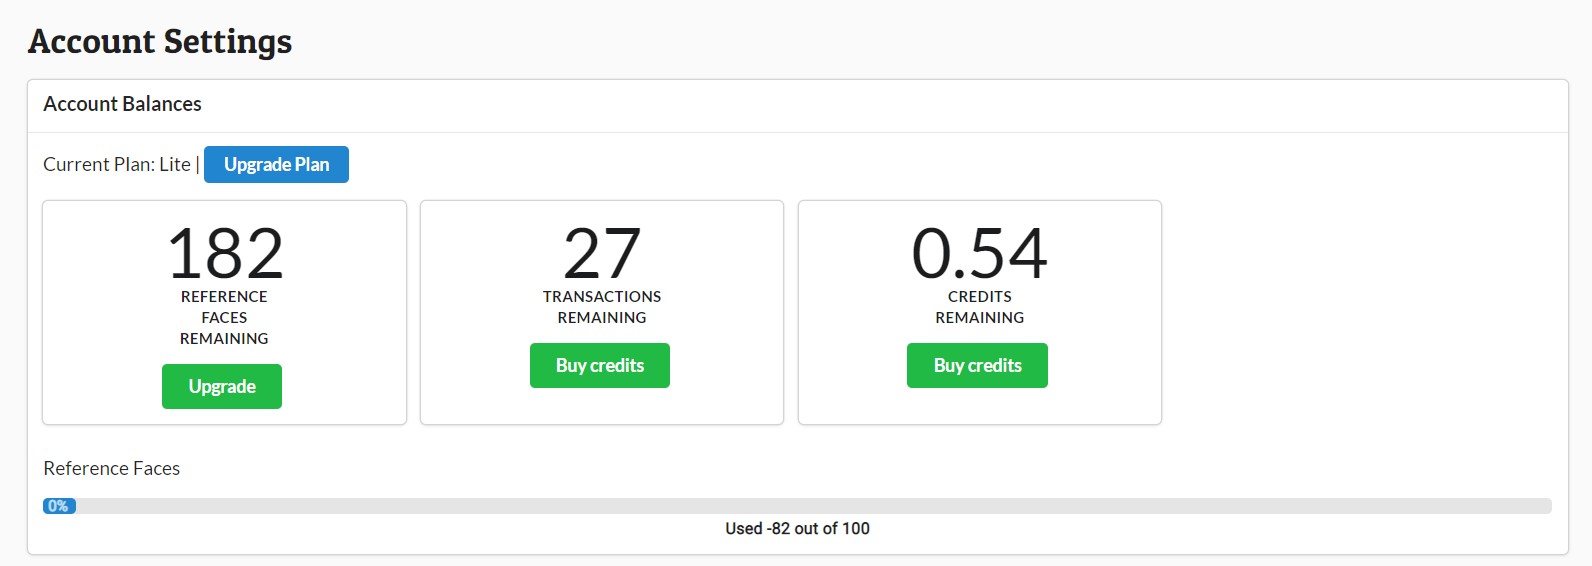 Account Settings
Account Balances
Current Plan: Lite | Upgrade Plan
182
REFERENCE
FACES
REMAINING
Upgrade
27
TRANSACTIONS
REMAINING
Buy credits
0.54
CREDITS
REMAINING
Buy credits
Reference Faces
0%
Used -82 out of 100